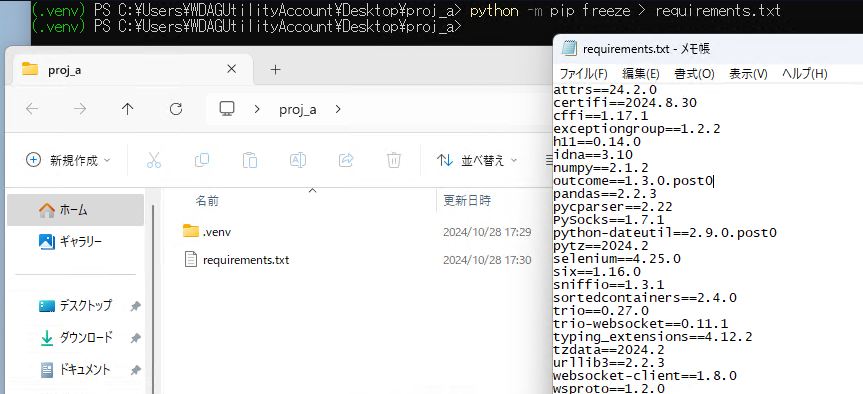 (.venv) PS C:¥Users¥WDAGUtilityAccount¥Desktop¥proj_a> python -m pip freeze > requirements.txt
(.venv) PS C:¥Users¥WDAGUtilityAccount¥Desktop¥proj_a>
proj_a
proj_a
新規作成
並べ替え
ホーム
ギャラリー
デスクトップ
ダウンロード
ドキュメント
名前
更新日時
.venv
2024/10/28 17:29
requirements.txt
2024/10/28 17:30
requirements.txt - メモ帳
ファイル(F) 編集(E) 書式(O) 表示(V) ヘルプ(H)
attrs==24.2.0
certifi==2024.8.30
cffi==1.17.1
exceptiongroup==1.2.2
h11==0.14.0
idna==3.10
numpy==2.1.2
outcome==1.3.0.post0
pandas==2.2.3
pycparser==2.22
PySocks==1.7.1
python-dateutil==2.9.0.post0
pytz==2024.2
selenium==4.25.0
six==1.16.0
sniffio==1.3.1
sortedcontainers==2.4.0
trio==0.27.0
trio-websocket==0.11.1
typing_extensions==4.12.2
tzdata==2024.2
urllib3==2.2.3
websocket-client==1.8.0
wsproto==1.2.0